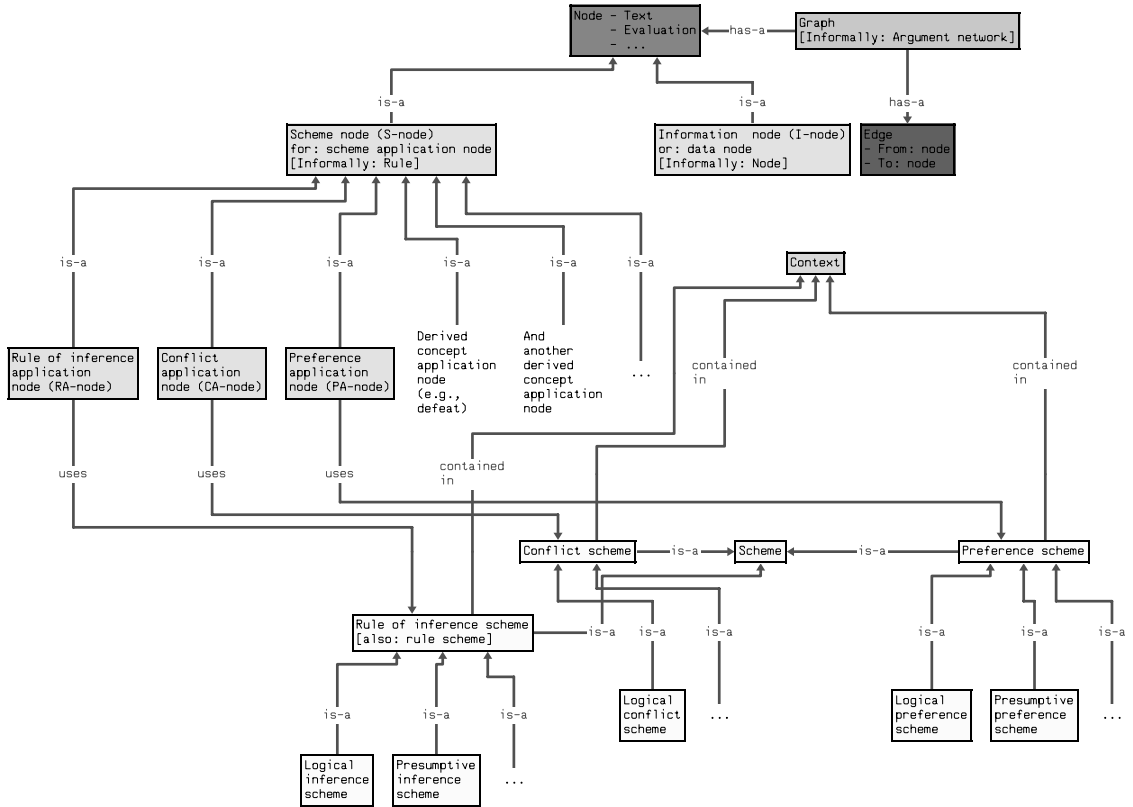 Node - Text
- Evaluation
- ...
has-a
Graph
[Informally: Argument network]
is-a
is-a
has-a
Scheme node (S-node)
for: scheme application node
[Informally: Rule]
Information node (I-node)
or: data node
[Informally: Node]
Edge
- From: node
- To: node
is-a
is-a
is-a
is-a
is-a
is-a
Context
Rule of inference
application
node (RA-node)
Conflict
application
node (CA-node)
Preference
application
node (PA-node)
Derived
concept
application
node
(e.g.,
defeat)
And
another
derived
concept
application
node
...
contained
in
contained
in
uses
uses
uses
contained
in
Conflict scheme
is-a
Scheme
is-a
Preference scheme
Rule of inference scheme
[also: rule scheme]
is-a
is-a
is-a
is-a
is-a
is-a
Logical
conflict
scheme
...
Logical
preference
scheme
Presumptive
preference
scheme
...
is-a
is-a
is-a
Logical
inference
scheme
Presumptive
inference
scheme
...